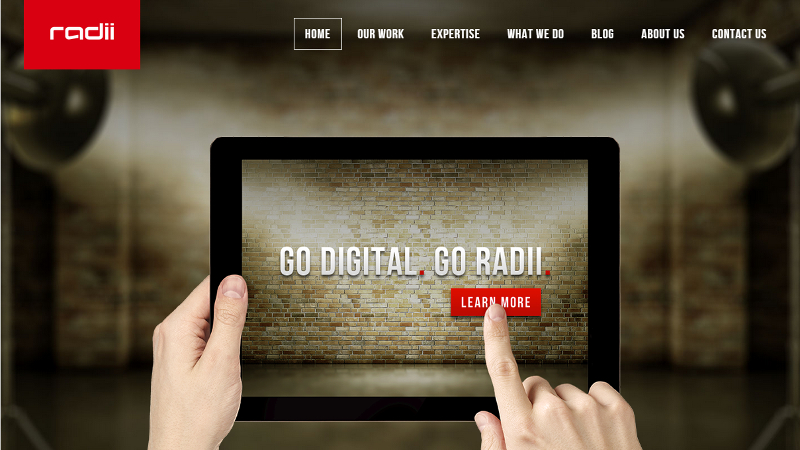 radii
HOME OUR WORK EXPERTISE WHAT WE DO BLOG ABOUT US CONTACT US
GO DIGITAL. GO RADII.
LEARN MORE